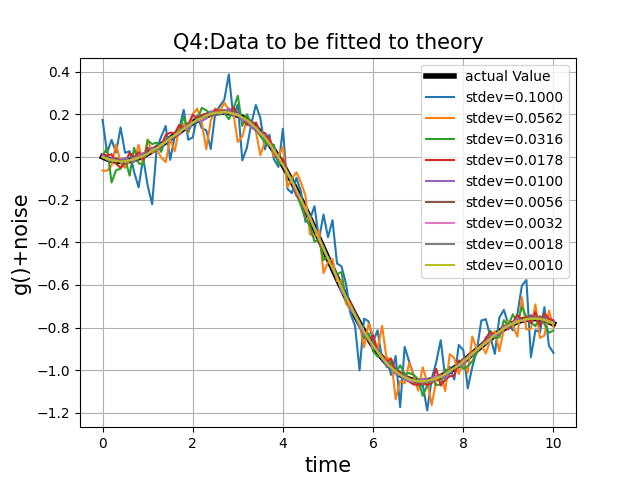 Q4:Data to be fitted to theory
0.4
0.2
0.0
−0.2
−0.4
−0.6
−0.8
−1.0
−1.2
g()+noise
actual Value
stdev=0.1000
stdev=0.0562
stdev=0.0316
stdev=0.0178
stdev=0.0100
stdev=0.0056
stdev=0.0032
stdev=0.0018
stdev=0.0010
0 2 4 6 8 10
time